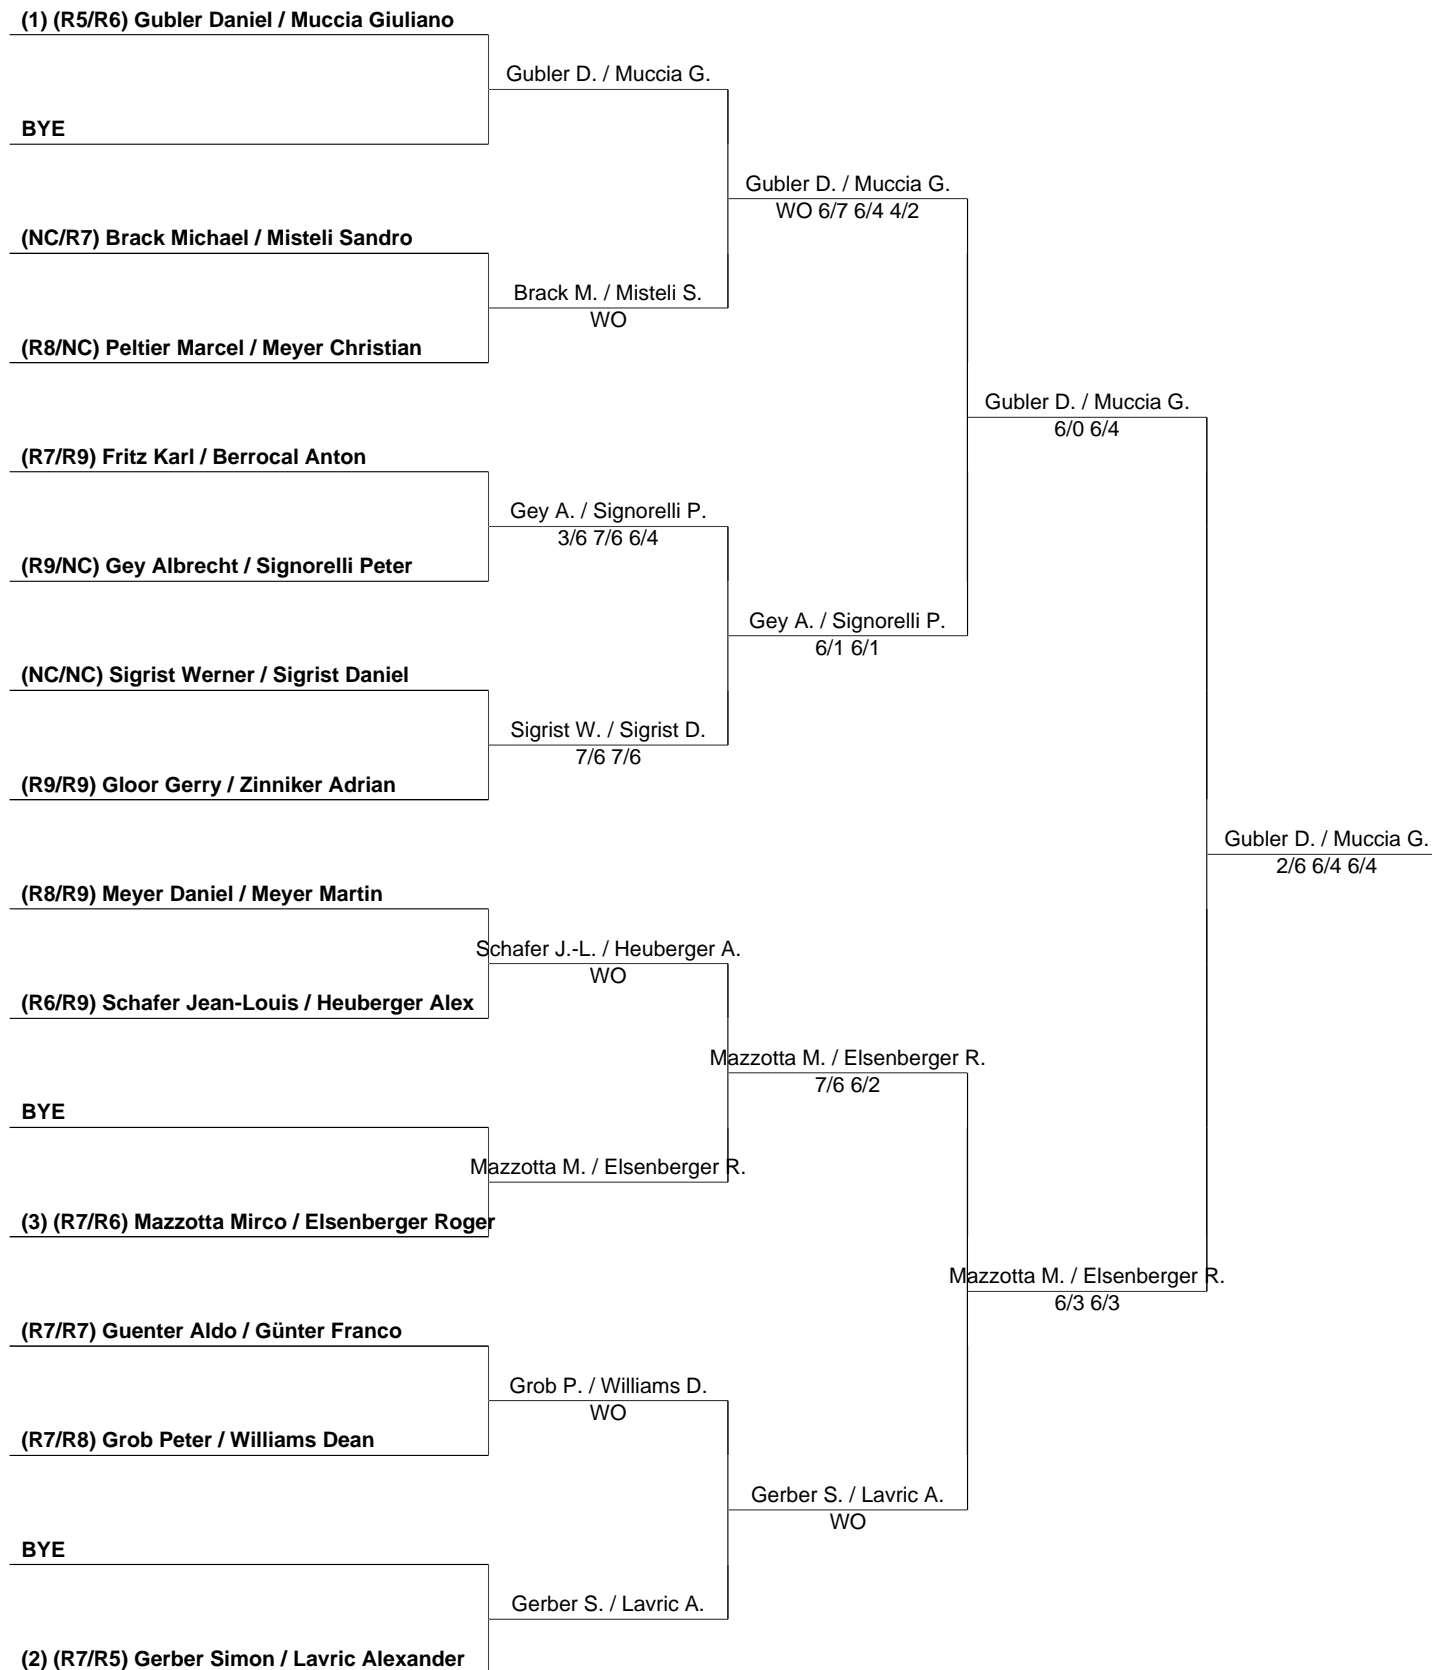 (1) (R5/R6) Gubler Daniel / Muccia Giuliano
Gubler D. / Muccia G.
BYE
Gubler D. / Muccia G.
WO 6/7 6/4 4/2
(NC/R7) Brack Michael / Misteli Sandro
Brack M. / Misteli S.
WO
(R8/NC) Peltier Marcel / Meyer Christian
Gubler D. / Muccia G.
6/0 6/4
(R7/R9) Fritz Karl / Berrocal Anton
Gey A. / Signorelli P.
3/6 7/6 6/4
(R9/NC) Gey Albrecht / Signorelli Peter
Gey A. / Signorelli P.
6/1 6/1
(NC/NC) Sigrist Werner / Sigrist Daniel
Sigrist W. / Sigrist D.
7/6 7/6
(R9/R9) Gloor Gerry / Zinniker Adrian
Gubler D. / Muccia G.
2/6 6/4 6/4
(R8/R9) Meyer Daniel / Meyer Martin
Schafer J.-L. / Heuberger A.
WO
(R6/R9) Schafer Jean-Louis / Heuberger Alex
Mazzotta M. / Elsenberger R.
7/6 6/2
BYE
Mazzotta M. / Elsenberger R.
(3) (R7/R6) Mazzotta Mirco / Elsenberger Roger
Mazzotta M. / Elsenberger R.
6/3 6/3
(R7/R7) Guenter Aldo / Günter Franco
Grob P. / Williams D.
WO
(R7/R8) Grob Peter / Williams Dean
Gerber S. / Lavric A.
WO
BYE
Gerber S. / Lavric A.
(2) (R7/R5) Gerber Simon / Lavric Alexander